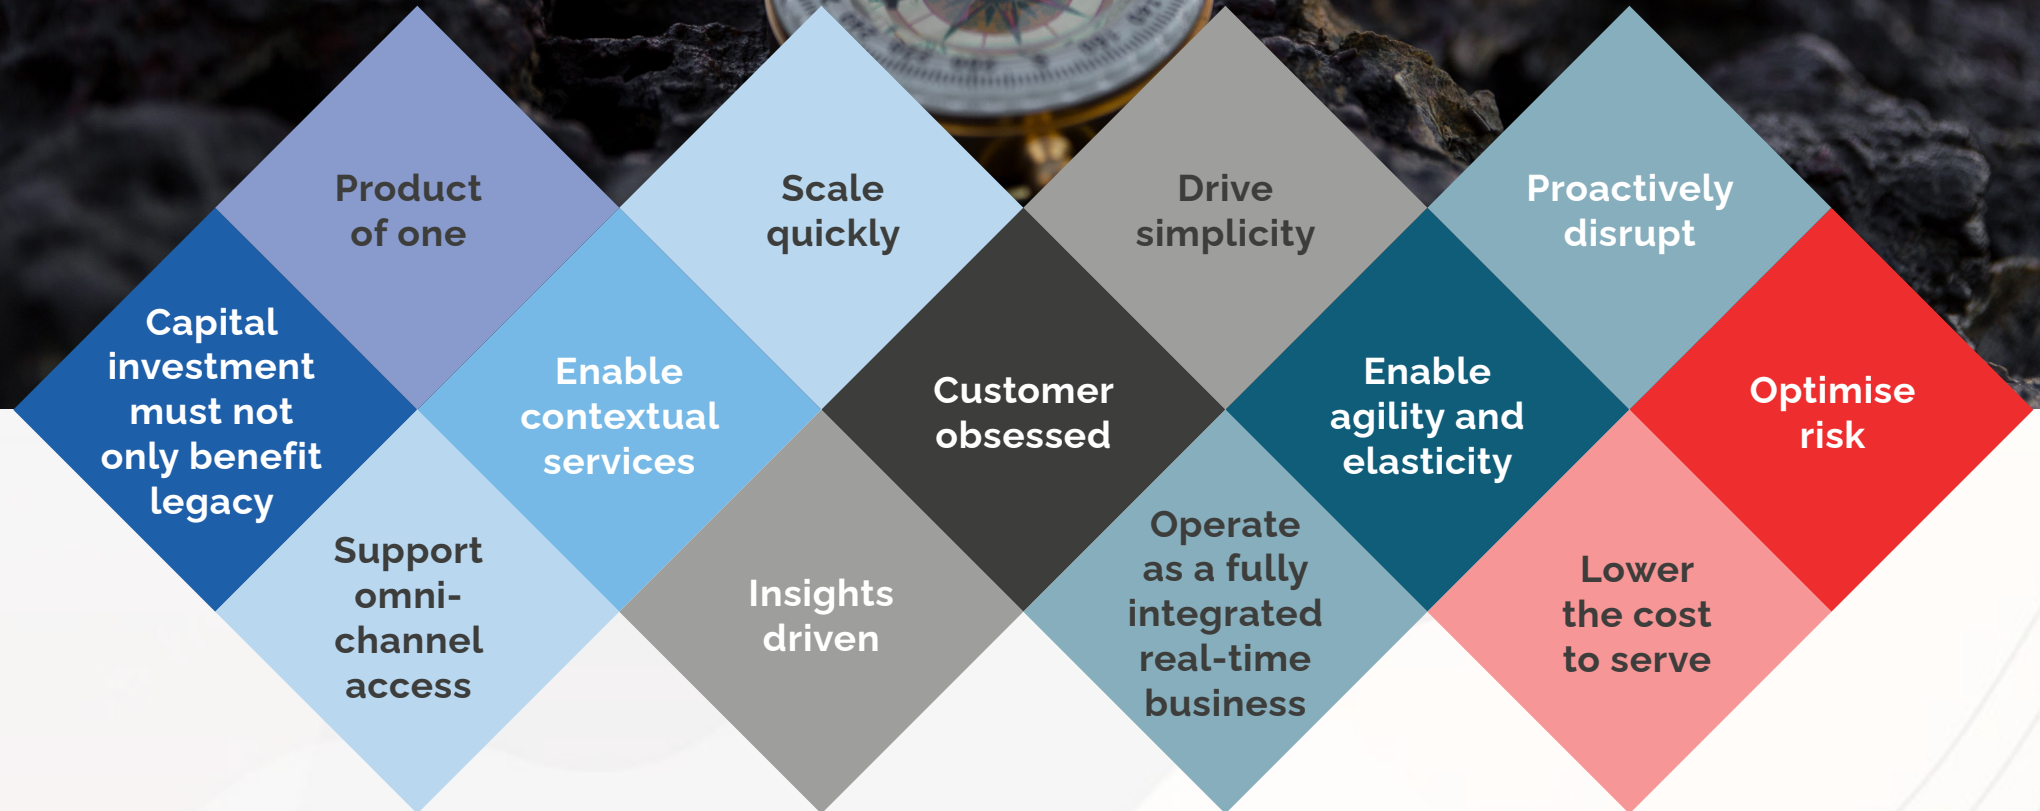 Product
of one
Scale
quickly
Drive
simplicity
Proactively
disrupt
Capital
investment
must not
only benefit
legacy
Enable
contextual
services
Customer
obsessed
Enable
agility and
elasticity
Optimise
risk
Support
omni-
channel
access
Insights
driven
Operate
as a fully
integrated
real-time
business
Lower
the cost
to serve